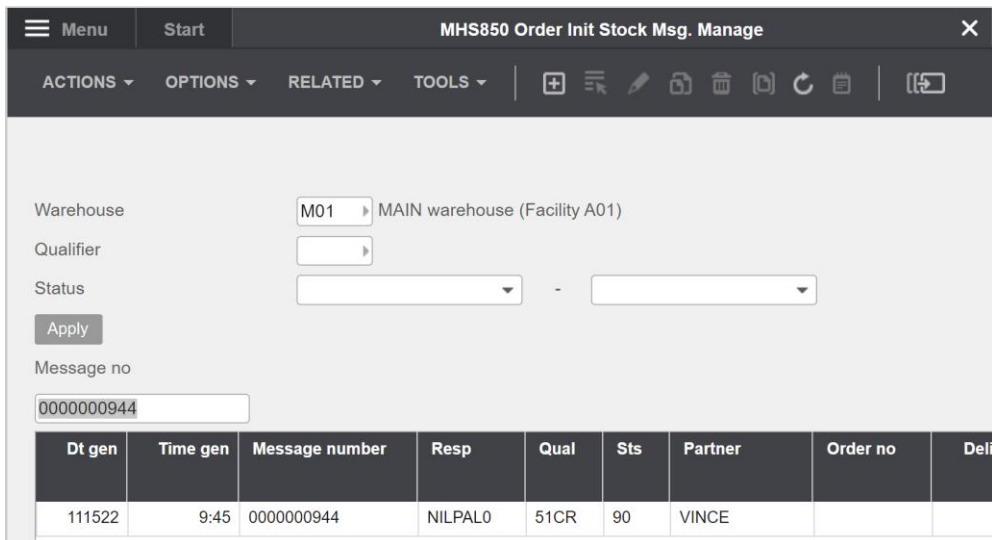 Menu Start MHS850 Order Init Stock Msg. Manage
ACTIONS OPTIONS RELATED TOOLS
Warehouse M01 MAIN warehouse (Facility A01)
Qualifier
Status -
Apply
Message no
0000000944
Dt gen Time gen Message number Resp Qual Sts Partner Order no Deli
111522 9:45 0000000944 NILPAL0 51CR 90 VINCE